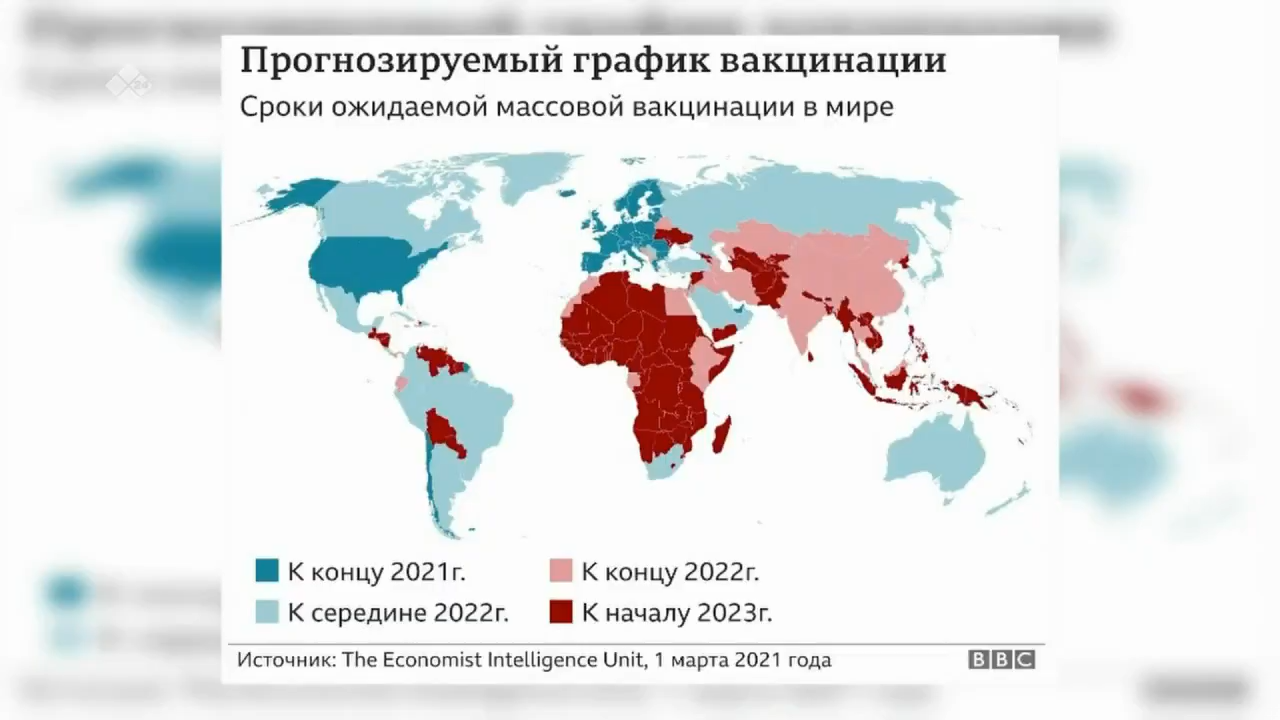 Прогнозируемый график вакцинации
Сроки ожидаемой массовой вакцинации в мире
К концу 2021г.
К концу 2022г.
К середине 2022г.
К началу 2023г.
Источник: The Economist Intelligence Unit, 1 марта 2021 года
BBC
24